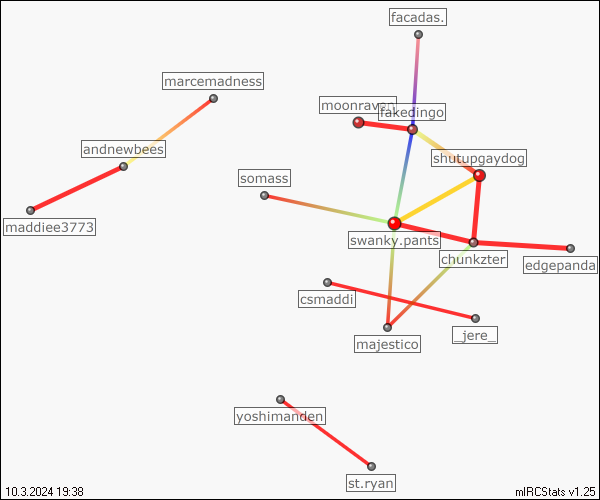 facadas.
marcemadness
moonraven
fakedingo
andnewbees
shutupgaydog
somass
maddiee3773
swanky.pants
chunkzter
edgepanda
csmaddi
_jere_
majestico
yoshimanden
st.ryan
10.3.2024 19:38
mIRCStats v1.25